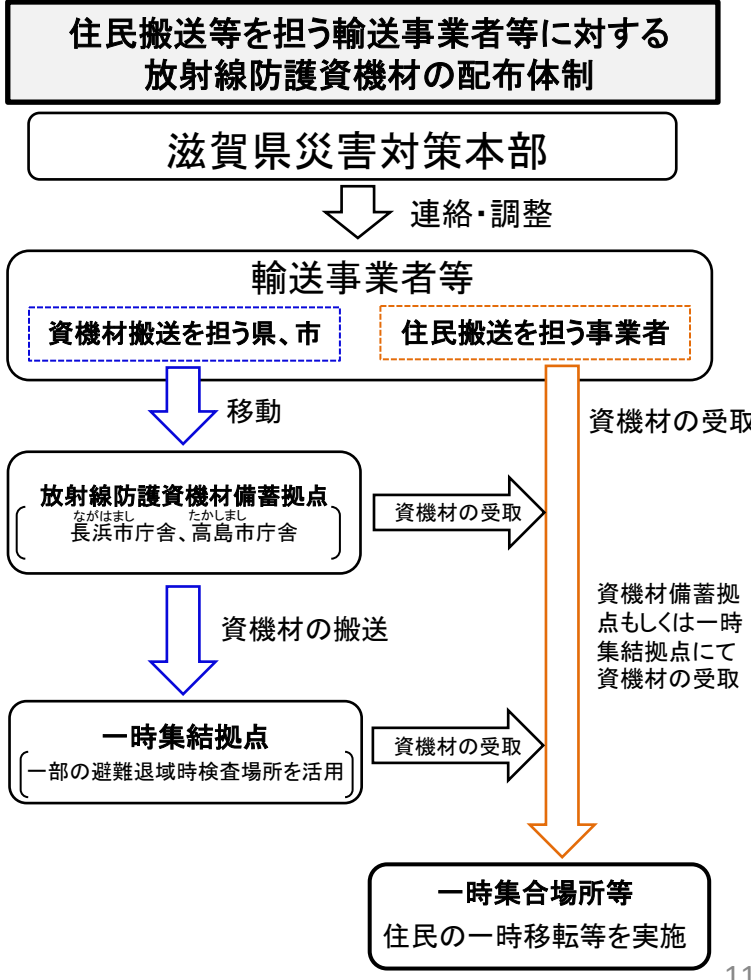 住民搬送等を担う輸送事業者等に対する
放射線防護資機材の配布体制
滋賀県災害対策本部
連絡・調整
輸送事業者等
資機材搬送を担う県、市
住民搬送を担う事業者
移動
資機材の受取
放射線防護資機材備蓄拠点
ながはまし たかしまし
長浜市庁舎、高島市庁舎
資機材の受取
資機材の搬送
資機材備蓄拠
点もしくは一時
集結拠点にて
資機材の受取
一時集結拠点
一部の避難退域時検査場所を活用
資機材の受取
一時集合場所等
住民の一時移転等を実施
11